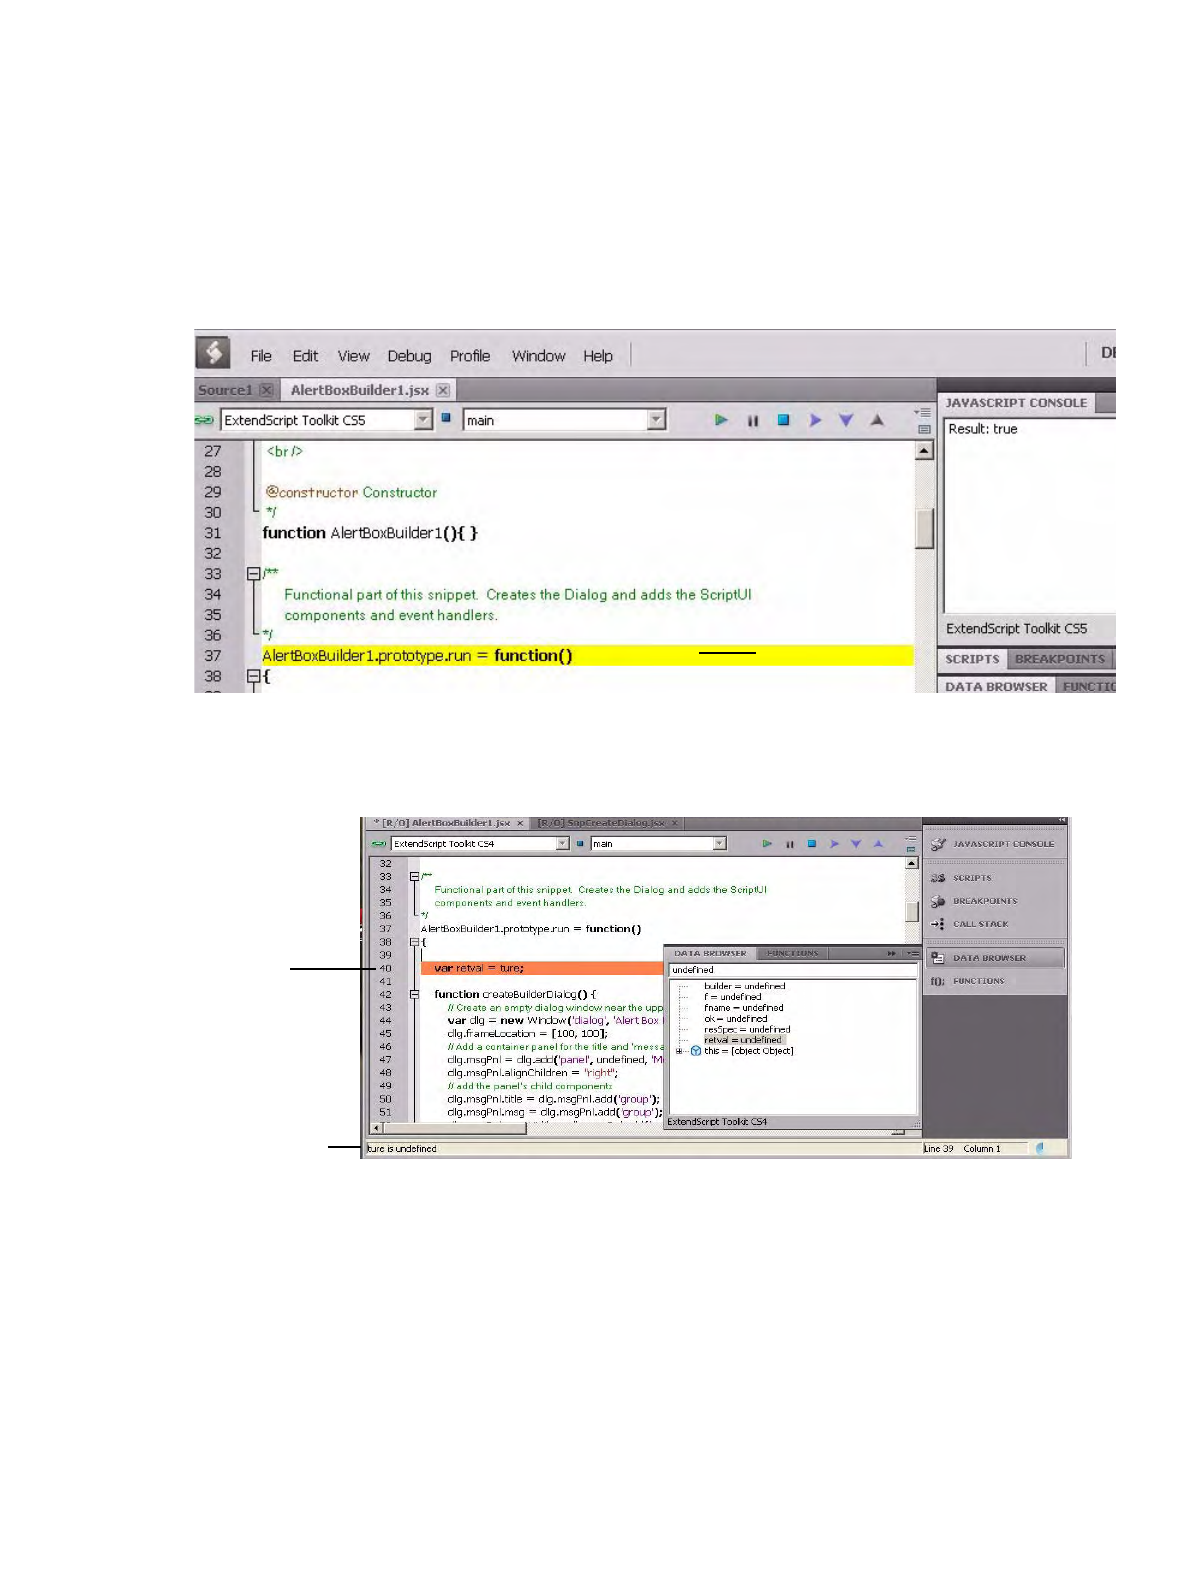 File Edit View Debug Profile Window Help
Source1 AlertBoxBuilder1.jsx
JAVASCRIPT CONSOLE
ExtendScript Toolkit CS5 main
Result: true
27 <br />
28
29 @constructor Constructor
30 */
31 function AlertBoxBuilder1(){ }
32
33 /**
34 Functional part of this snippet. Creates the Dialog and adds the ScriptUI
35 components and event handlers.
36 */
37 AlertBoxBuilder1.prototype.run = function()
38 {
ExtendScript Toolkit CS5
SCRIPTS BREAKPOINTS
DATA BROWSER
* [R/O] AlertBoxBuilder1.jsx × [R/O] SnpCreateDialog.jsx ×
ExtendScript Toolkit CS4 main
32
33 /**
34 Functional part of this snippet. Creates the Dialog and adds the ScriptUI
35 components and event handlers.
36 */
37 AlertBoxBuilder1.prototype.run = function()
38 {
39
40 var retval = ture;
41
42 function createBuilderDialog() {
43 // Create an empty dialog window near the upp
44 var dlg = new Window('dialog', 'Alert Box
45 dlg.frameLocation = [100, 100];
46 // Add a container panel for the title and 'messa
47 dlg.msgPnl = dlg.add('panel', undefined, 'M
48 dlg.msgPnl.alignChildren = "right";
49 // add the panel's child components
50 dlg.msgPnl.title = dlg.msgPnl.add('group');
51 dlg.msgPnl.msg = dlg.msgPnl.add('group');
DATA BROWSER FUNCTIONS
undefined
builder = undefined
f = undefined
fname = undefined
ok = undefined
resSpec = undefined
retval = undefined
this = [object Object]
ExtendScript Toolkit CS4
JAVASCRIPT CONSOLE
SCRIPTS
BREAKPOINTS
CALL STACK
DATA BROWSER
f(); FUNCTIONS
ture is undefined
Line 39 Column 1